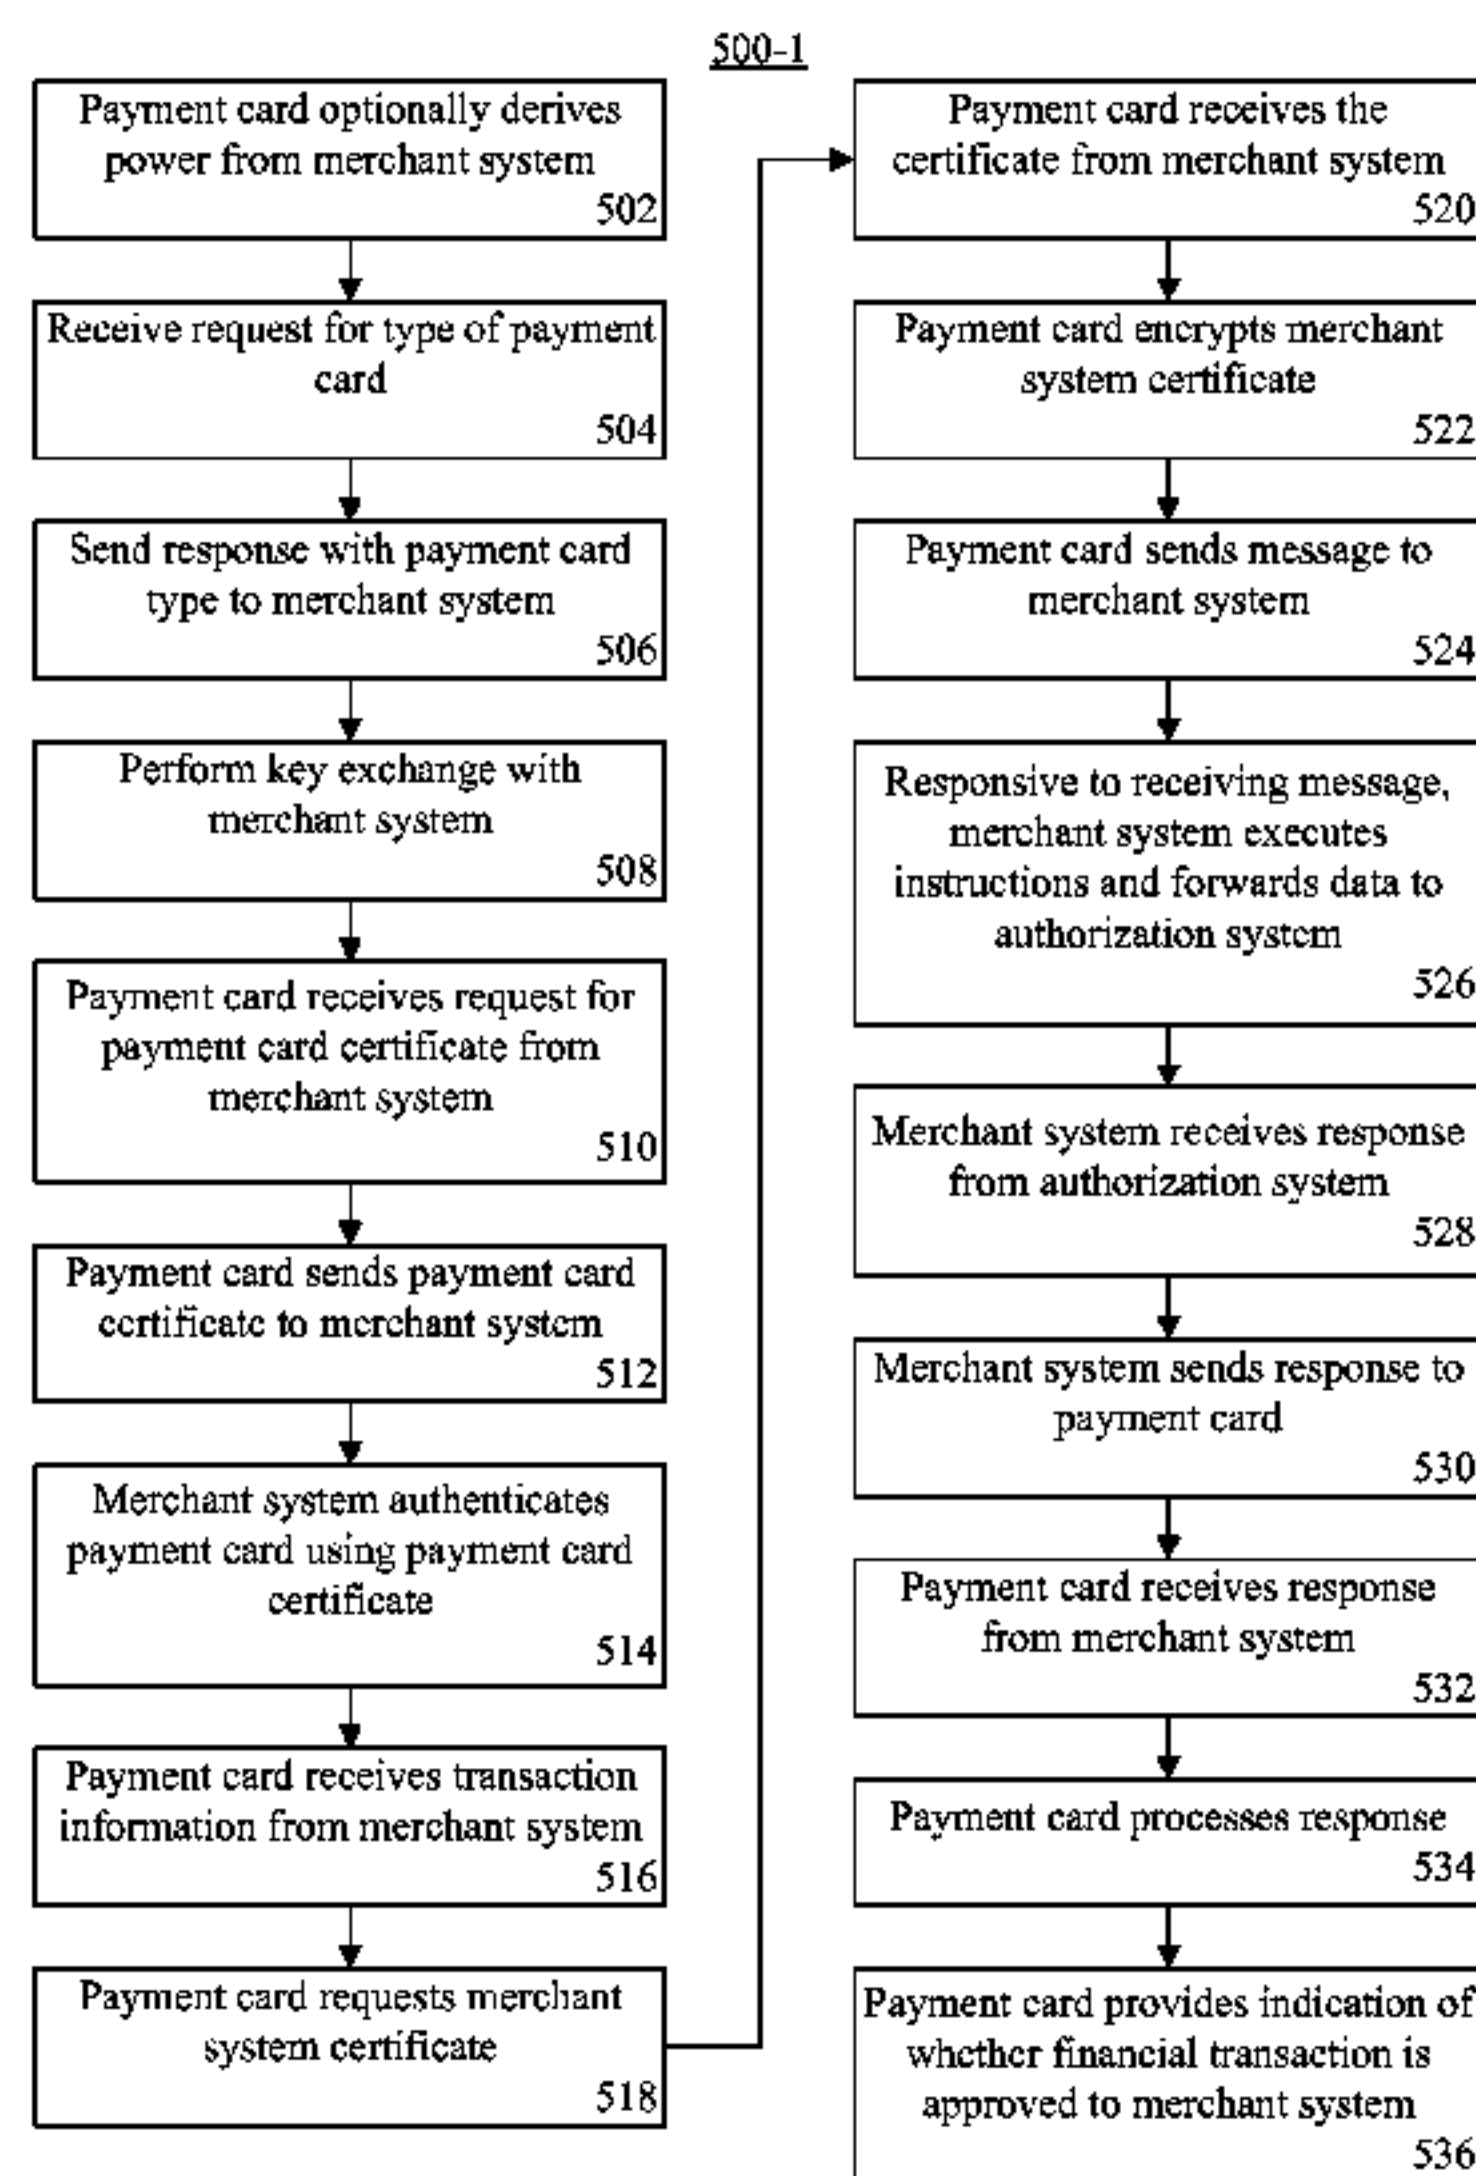 500-1
Payment card optionally derives
power from merchant system
502
Receive request for type of payment
card
504
Send response with payment card
type to merchant system
506
Perform key exchange with
merchant system
508
Payment card receives request for
payment card certificate from
merchant system
510
Payment card sends payment card
certificate to merchant system
512
Merchant system authenticates
payment card using payment card
certificate
514
Payment card receives transaction
information from merchant system
516
Payment card requests merchant
system certificate
518
Payment card receives the
certificate from merchant system
520
Payment card encrypts merchant
system certificate
522
Payment card sends message to
merchant system
524
Responsive to receiving message,
merchant system executes
instructions and forwards data to
authorization system
526
Merchant system receives response
from authorization system
528
Merchant system sends response to
payment card
530
Payment card receives response
from merchant system
532
Payment card processes response
534
Payment card provides indication of
whether financial transaction is
approved to merchant system
536